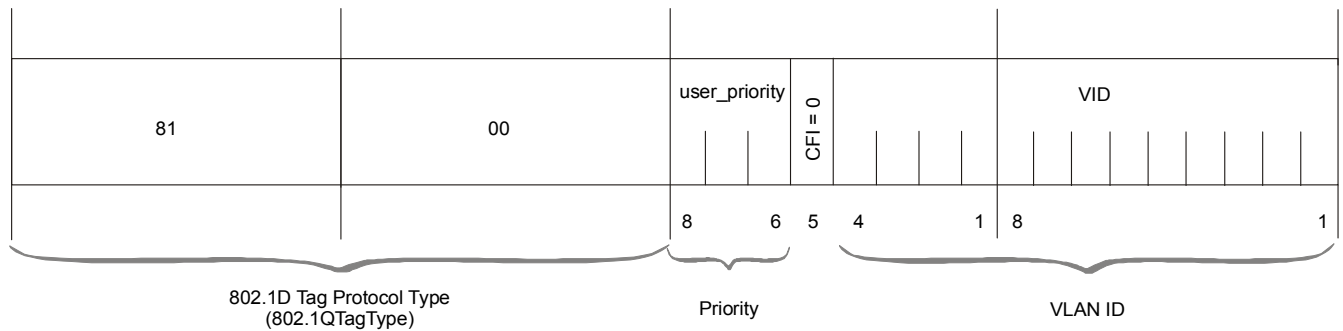 81
00
user_priority
CFI = 0
VID
8 6 5 4 1 8 1
802.1D Tag Protocol Type
(802.1QTagType)
Priority
VLAN ID